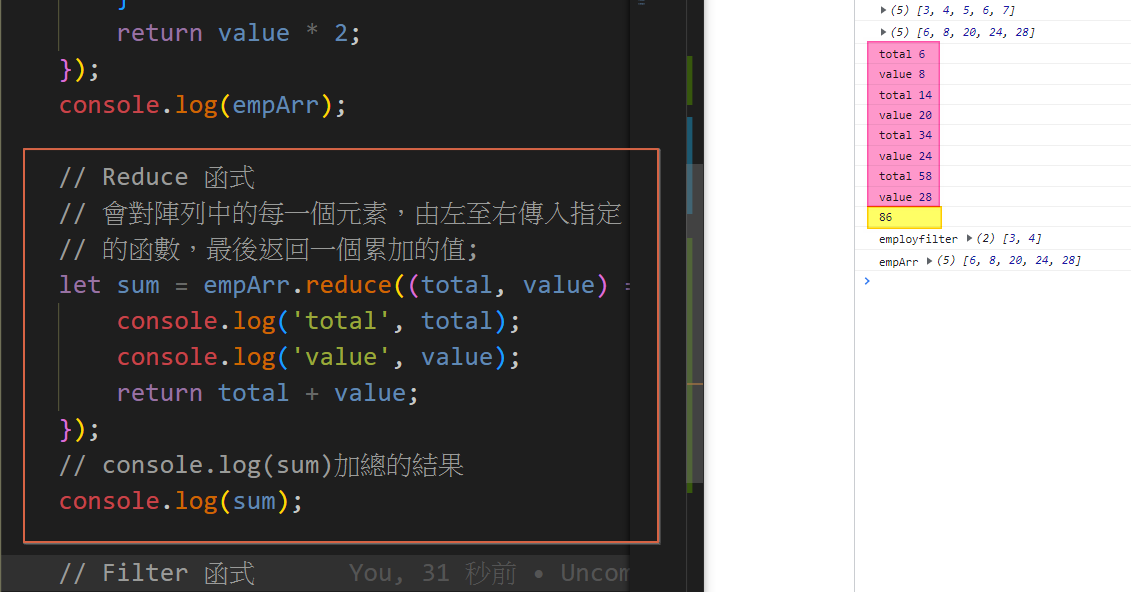 }
return value * 2;
});
console.log(empArr);
// Reduce 函式
// 會對陣列中的每一個元素，由左至右傳入指定
// 的函數，最後返回一個累加的值;
let sum = empArr.reduce((total, value) =
console.log('total', total);
console.log('value', value);
return total + value;
});
// console.log(sum)加總的結果
console.log(sum);
// Filter 函式 You, 31 秒前 • Uncom
(5) [3, 4, 5, 6, 7]
(5) [6, 8, 20, 24, 28]
total 6
value 8
total 14
value 20
total 34
value 24
total 58
value 28
86
employfilter (2) [3, 4]
empArr (5) [6, 8, 20, 24, 28]